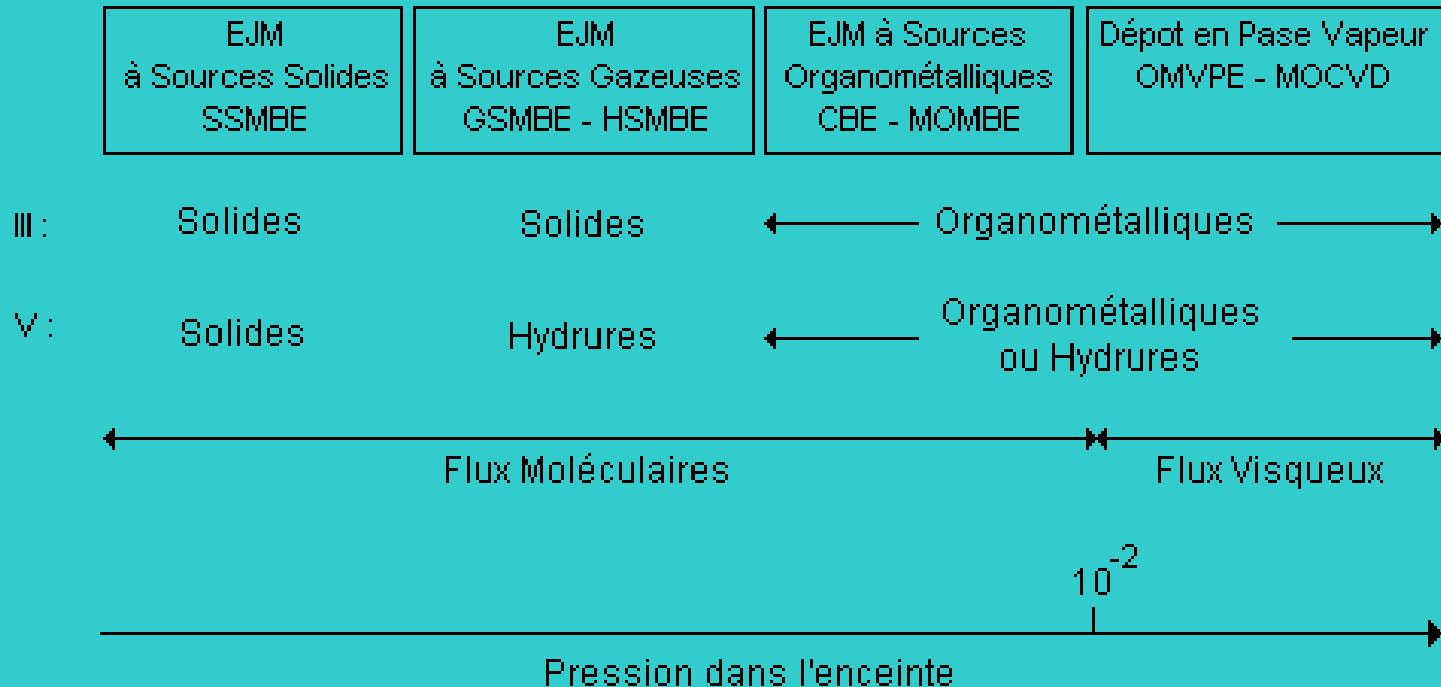 EJM
à Sources Solides
SSMBE
EJM
à Sources Gazeuses
GSMBE - HSMBE
EJM à Sources
Organométalliques
CBE - MOMBE
Dépot en Pase Vapeur
OMVPE - MOCVD
III : Solides Solides Organométalliques
V : Solides Hydrures Organométalliques
ou Hydrures
Flux Moléculaires Flux Visqueux
10⁻²
Pression dans l'enceinte